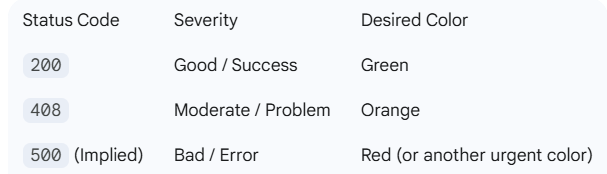 Status Code Severity Desired Color
200 Good / Success Green
408 Moderate / Problem Orange
500 (Implied) Bad / Error Red (or another urgent color)